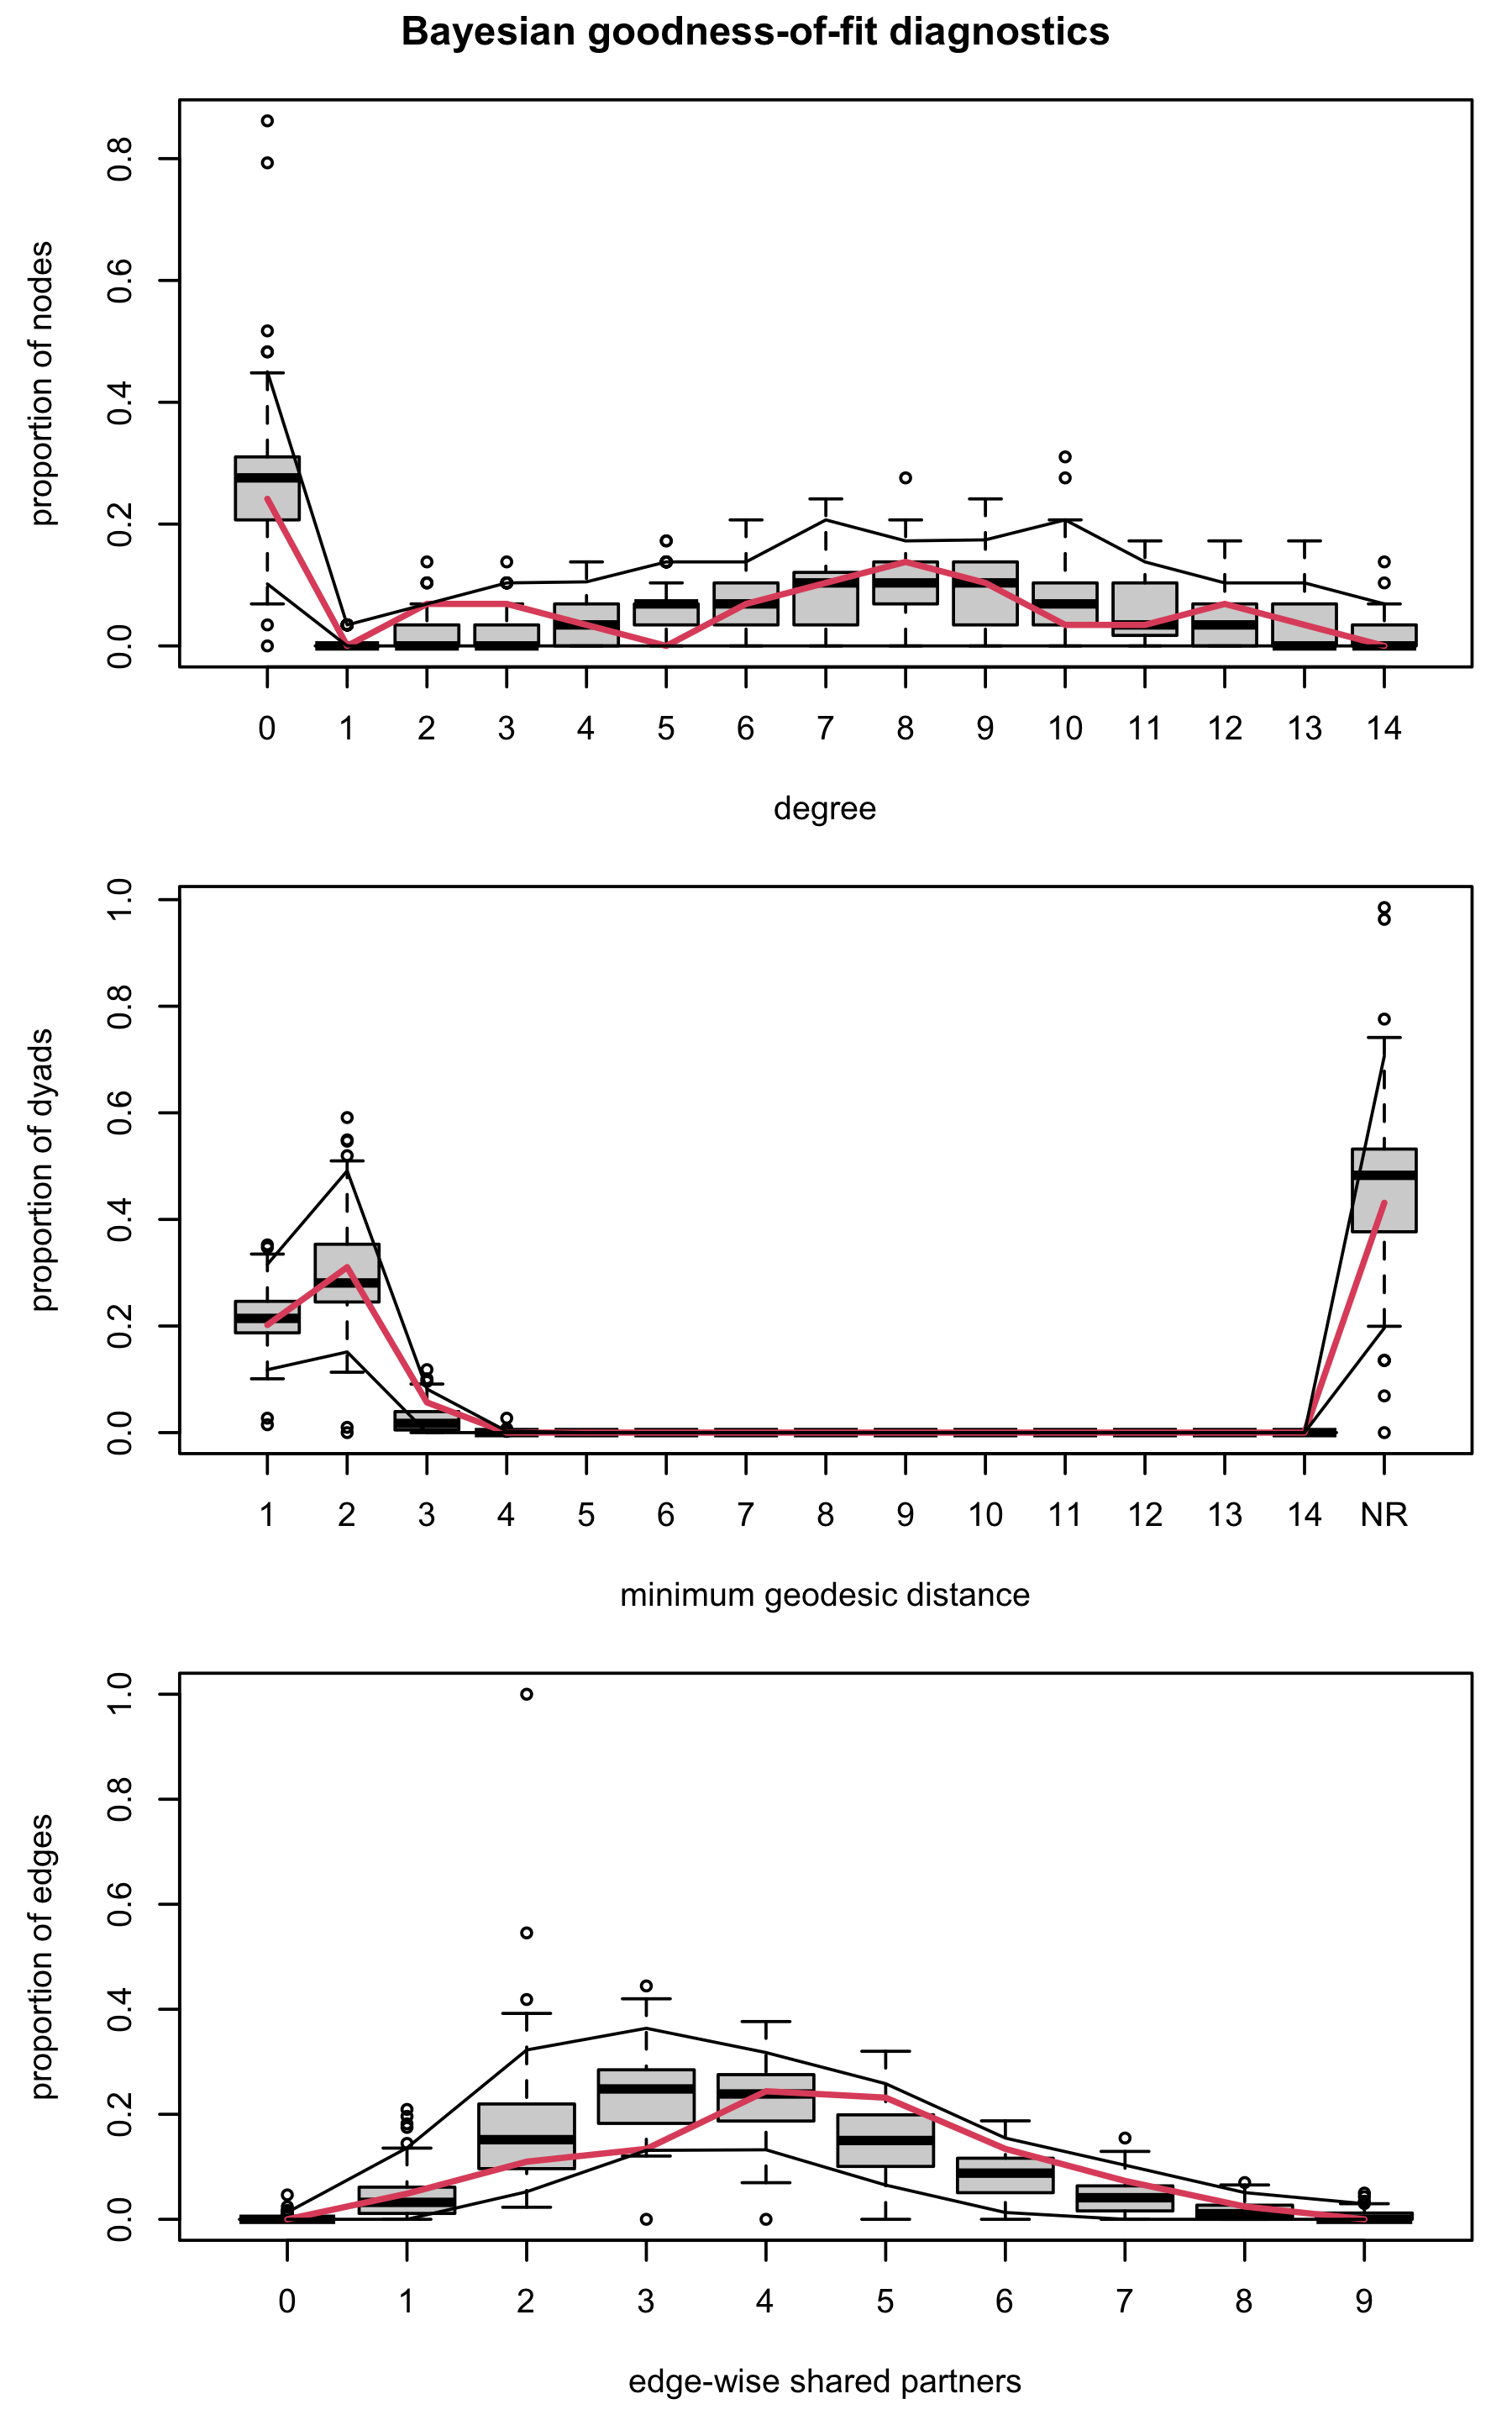 Bayesian goodness-of-fit diagnostics
proportion of nodes
0.8
0.6
0.4
0.2
0.0
0 1 2 3 4 5 6 7 8 9 10 11 12 13 14
degree
proportion of dyads
1.0
0.8
0.6
0.4
0.2
0.0
1 2 3 4 5 6 7 8 9 10 11 12 13 14 NR
minimum geodesic distance
proportion of edges
1.0
0.8
0.6
0.4
0.2
0.0
0 1 2 3 4 5 6 7 8 9
edge-wise shared partners